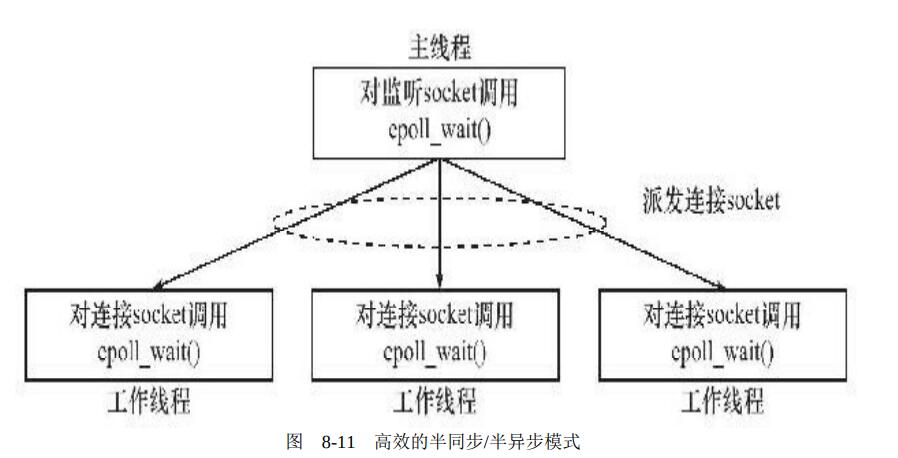 主线程
对监听socket调用
epoll_wait()
派发连接socket
对连接socket调用
epoll_wait()
工作线程
对连接socket调用
epoll_wait()
工作线程
对连接socket调用
epoll_wait()
工作线程
图 8-11 高效的半同步/半异步模式